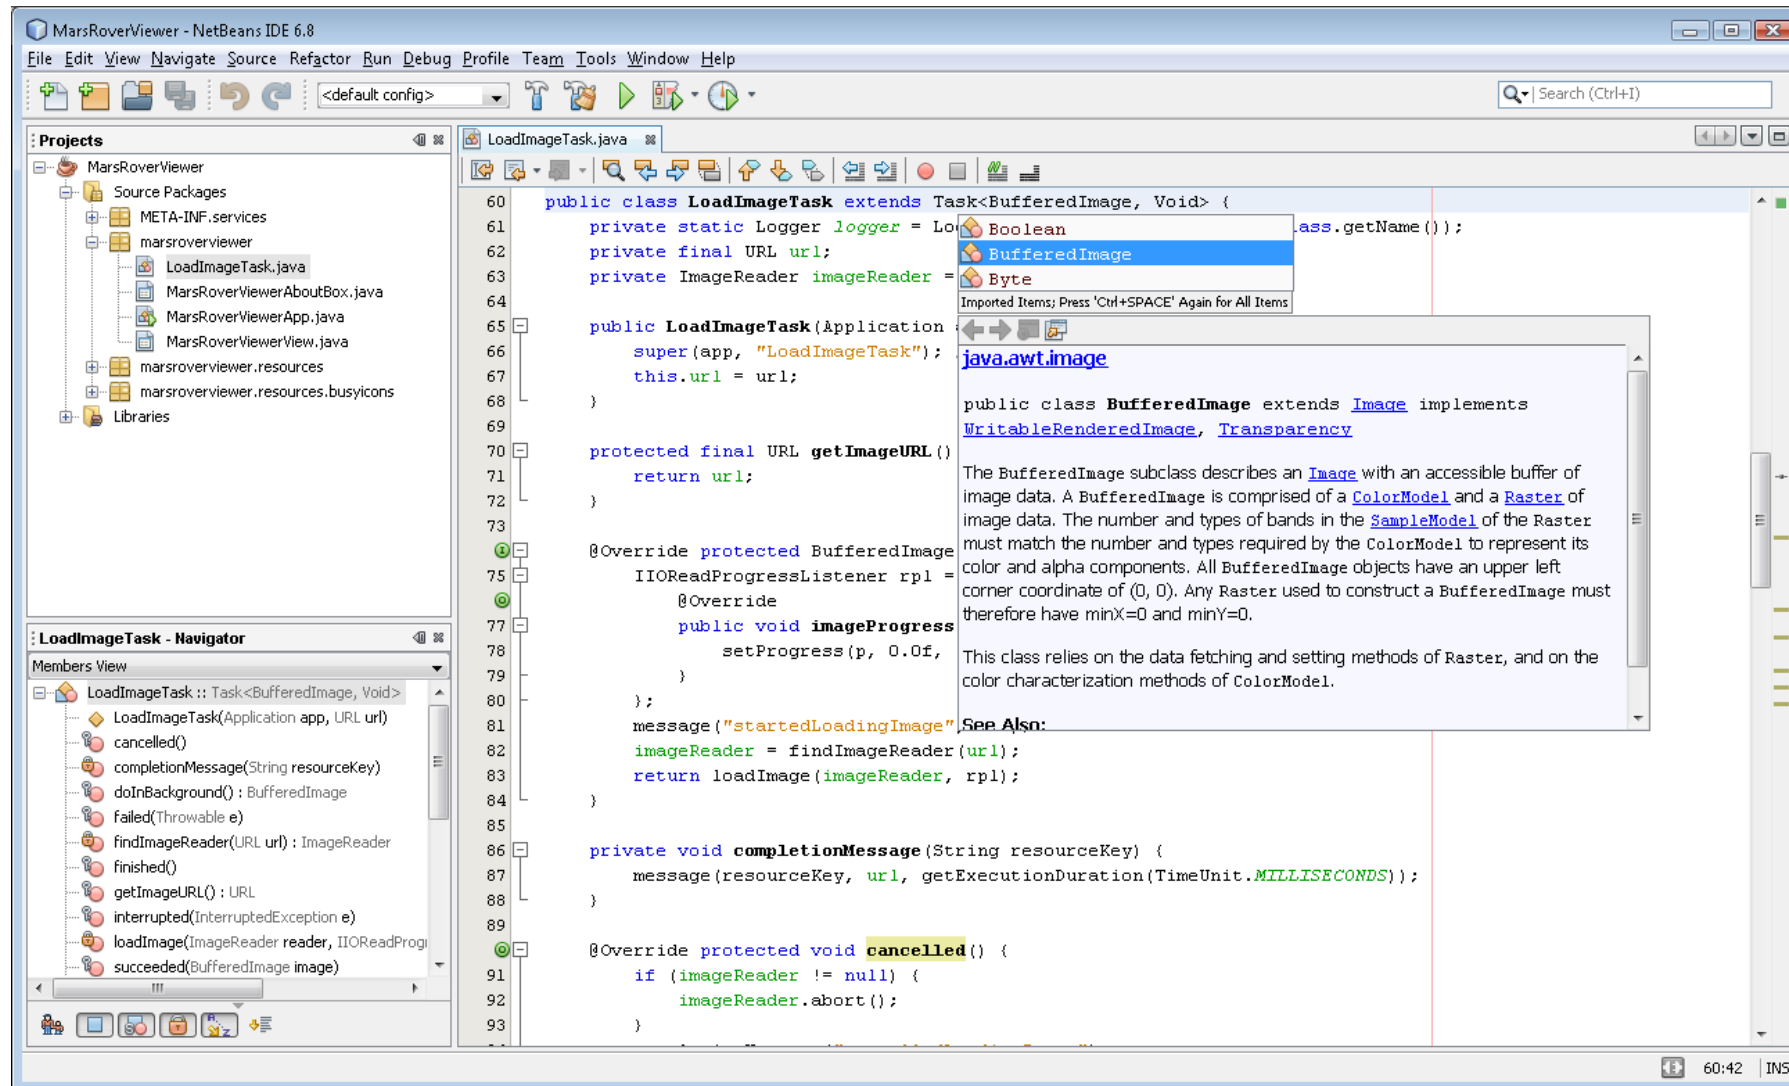 MarsRoverViewer - NetBeans IDE 6.8
File Edit View Navigate Source Refactor Run Debug Profile Team Tools Window Help
<default config>
Search (Ctrl+I)
Projects
MarsRoverViewer
Source Packages
META-INF.services
marsroverviewer
LoadImageTask.java
MarsRoverViewerAboutBox.java
MarsRoverViewerApp.java
MarsRoverViewerView.java
marsroverviewer.resources
marsroverviewer.resources.busyicons
Libraries
LoadImageTask - Navigator
Members View
LoadImageTask :: Task<BufferedImage, Void>
LoadImageTask(Application app, URL url)
cancelled()
completionMessage(String resourceKey)
doInBackground() : BufferedImage
failed(Throwable e)
findImageReader(URL url) : ImageReader
finished()
getImageURL() : URL
interrupted(InterruptedException e)
loadImage(ImageReader reader, IIOReadProgr
succeeded(BufferedImage image)
LoadImageTask.java
60 public class LoadImageTask extends Task<BufferedImage, Void> {
61 private static Logger logger = Lo ass.getName());
62 private final URL url;
63 private ImageReader imageReader =
64
65 public LoadImageTask(Application
66 super(app, "LoadImageTask");
67 this.url = url;
68 }
69
70 protected final URL getImageURL()
71 return url;
72 }
73
@Override protected BufferedImage
75 IIOReadProgressListener rpl =
@Override
77 public void imageProgress
78 setProgress(p, 0.0f,
79 }
80 };
81 message("startedLoadingImage",
82 imageReader = findImageReader(url);
83 return loadImage(imageReader, rpl);
84 }
85
86 private void completionMessage(String resourceKey) {
87 message(resourceKey, url, getExecutionDuration(TimeUnit.MILLISECONDS));
88 }
89
@Override protected void cancelled() {
91 if (imageReader != null) {
92 imageReader.abort();
93 }
Boolean
BufferedImage
Byte
Imported Items; Press 'Ctrl+SPACE' Again for All Items
java.awt.image
public class BufferedImage extends Image implements
WritableRenderedImage, Transparency
The BufferedImage subclass describes an Image with an accessible buffer of
image data. A BufferedImage is comprised of a ColorModel and a Raster of
image data. The number and types of bands in the SampleModel of the Raster
must match the number and types required by the ColorModel to represent its
color and alpha components. All BufferedImage objects have an upper left
corner coordinate of (0, 0). Any Raster used to construct a BufferedImage must
therefore have minX=0 and minY=0.
This class relies on the data fetching and setting methods of Raster, and on the
color characterization methods of ColorModel.
See Also:
60:42 INS